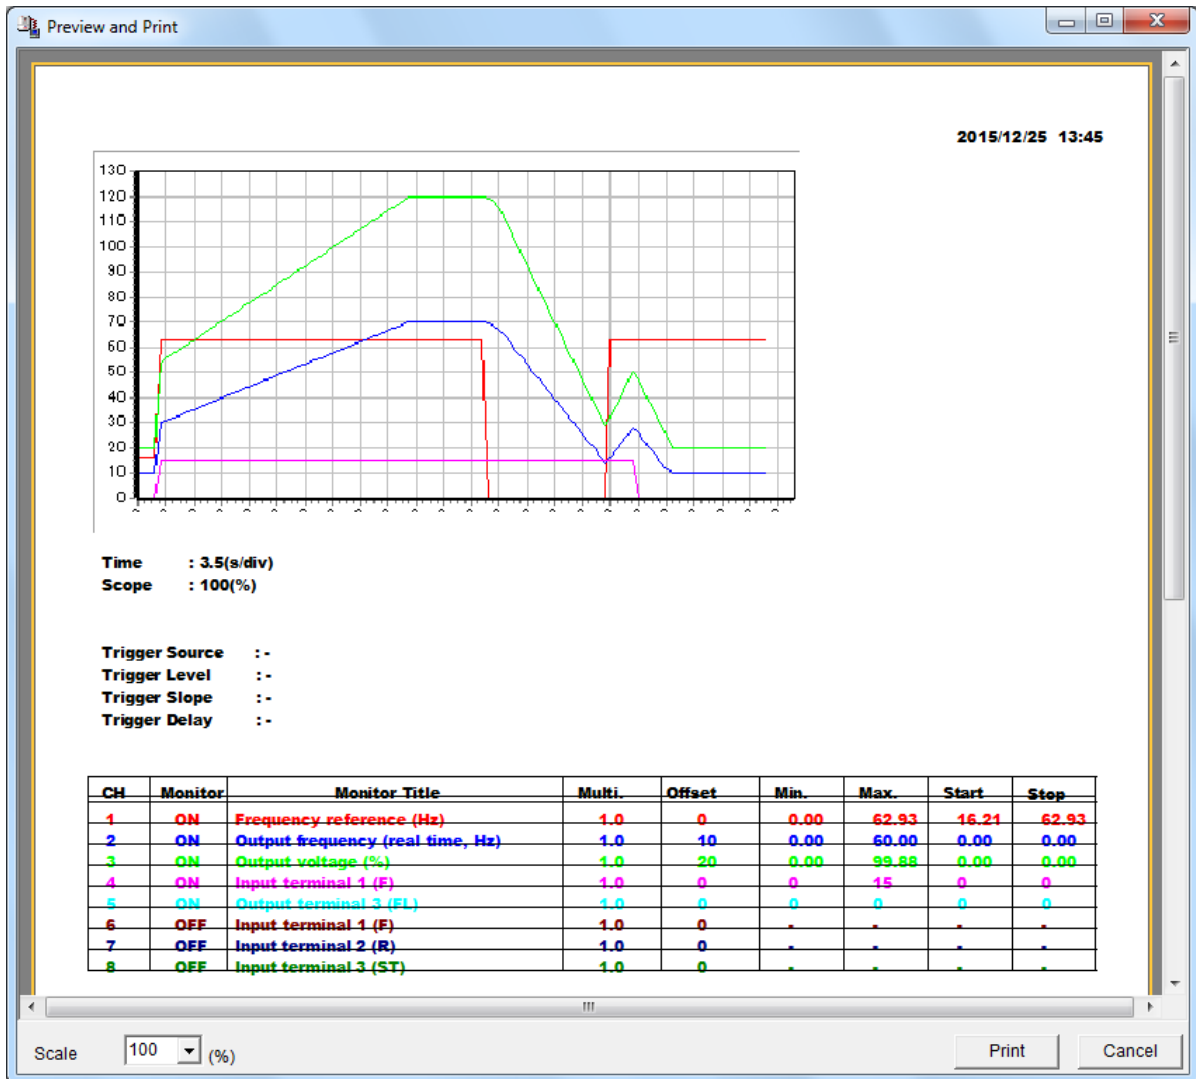 Preview and Print
2015/12/25 13:45
130
120
110
100
90
80
70
60
50
40
30
20
10
0
Time : 3.5(s/div)
Scope : 100(%)
Trigger Source : -
Trigger Level : -
Trigger Slope : -
Trigger Delay : -
CH Monitor Monitor Title Multi. Offset Min. Max. Start Stop
1 ON Frequency reference (Hz) 1.0 0 0.00 62.93 16.21 62.93
2 ON Output frequency (real time, Hz) 1.0 10 0.00 60.00 0.00 0.00
3 ON Output voltage (%) 1.0 20 0.00 99.88 0.00 0.00
4 ON Input terminal 1 (F) 1.0 0 0 15 0 0
5 ON Output terminal 3 (FL) 1.0 0 0 0 0 0
6 OFF Input terminal 1 (F) 1.0 0 - - - -
7 OFF Input terminal 2 (R) 1.0 0 - - - -
8 OFF Input terminal 3 (ST) 1.0 0 - - - -
Scale 100 (%) Print Cancel